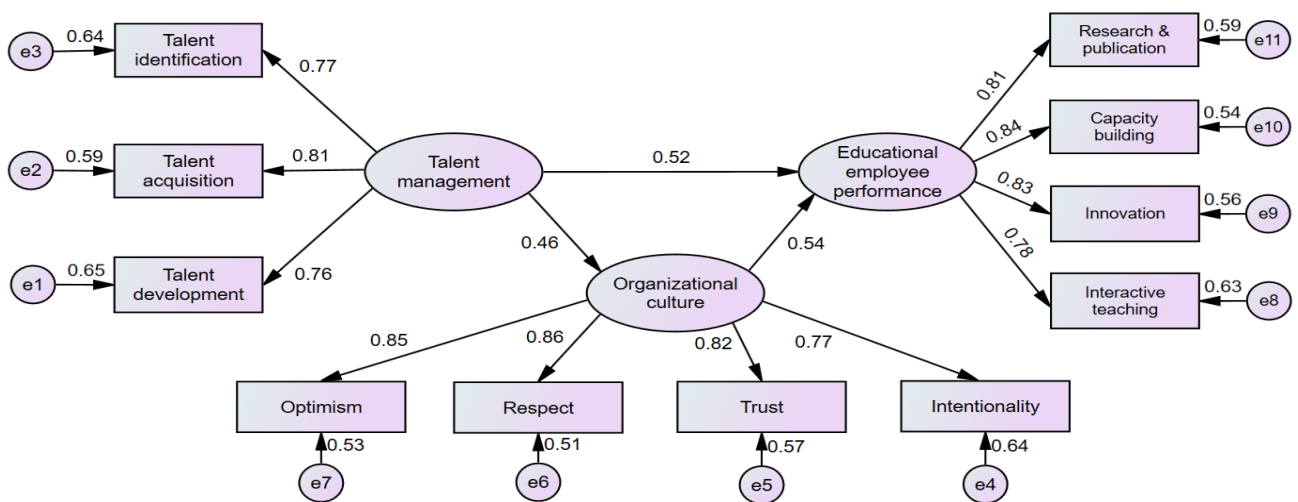 e3
0.64
Talent
identification
0.77
e2
0.59
Talent
acquisition
0.81
e1
0.65
Talent
development
0.76
Talent
management
0.52
0.46
Organizational
culture
0.54
Educational
employee
performance
0.81
Research &
publication
0.59
e11
0.84
Capacity
building
0.54
e10
0.83
Innovation
0.56
e9
0.78
Interactive
teaching
0.63
e8
0.85
Optimism
0.53
e7
0.86
Respect
0.51
e6
0.82
Trust
0.57
e5
0.77
Intentionality
0.64
e4